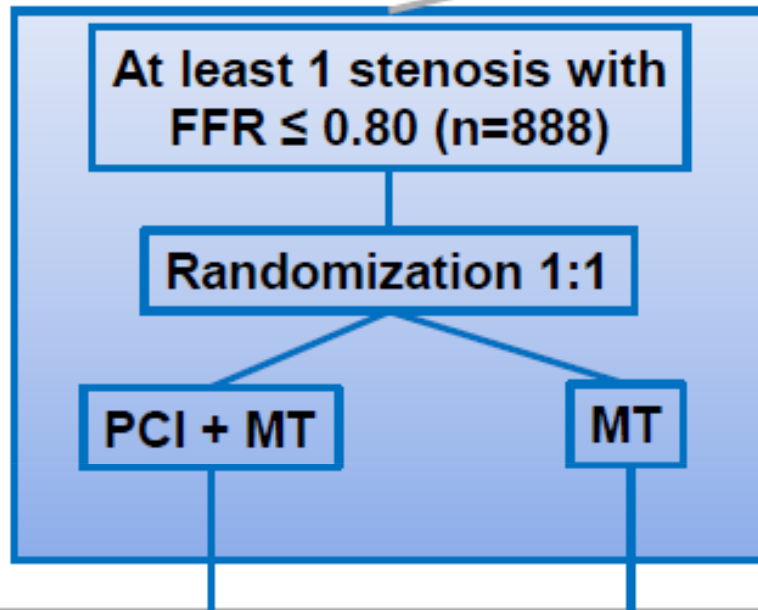 At least 1 stenosis with
FFR ≤ 0.80 (n=888)
Randomization 1:1
PCI + MT
MT